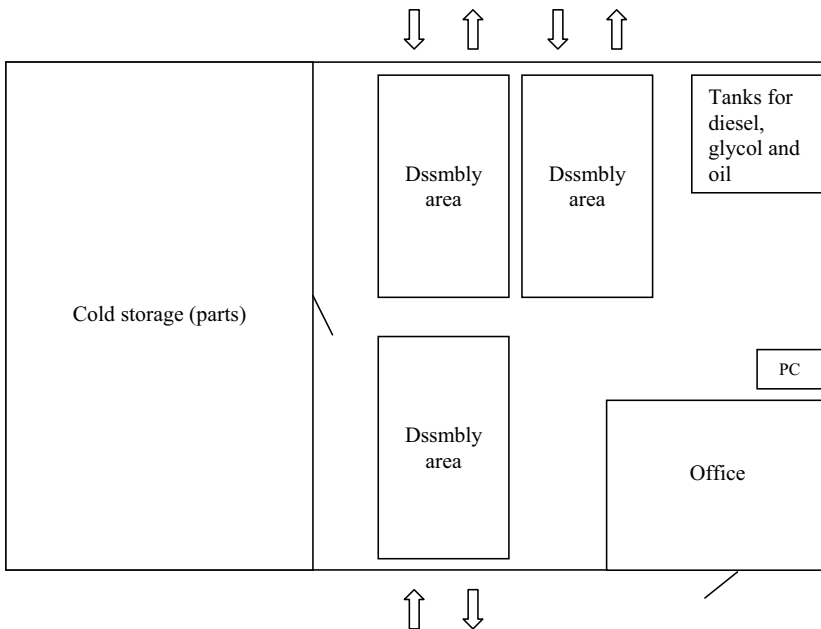 Tanks for
diesel,
glycol and
oil
Dssmbly
area
Dssmbly
area
Cold storage (parts)
PC
Dssmbly
area
Office